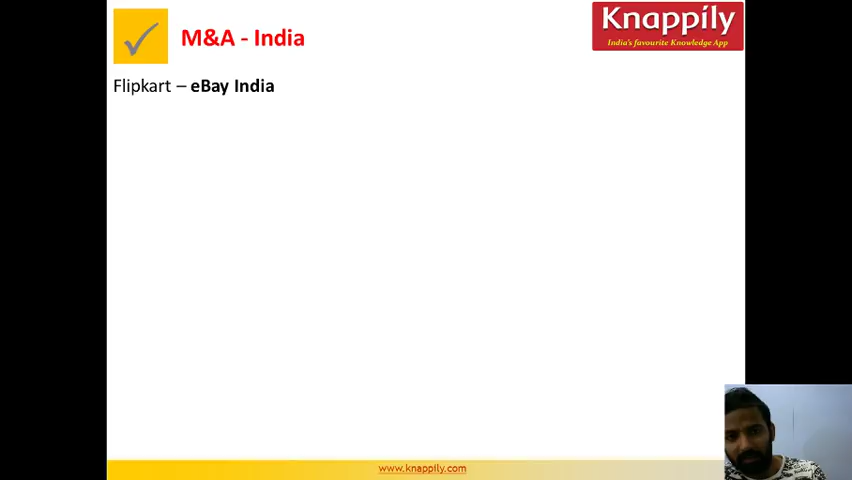 M&A - India
Knappily
India's favourite Knowledge App
Flipkart – eBay India
www.knappily.com